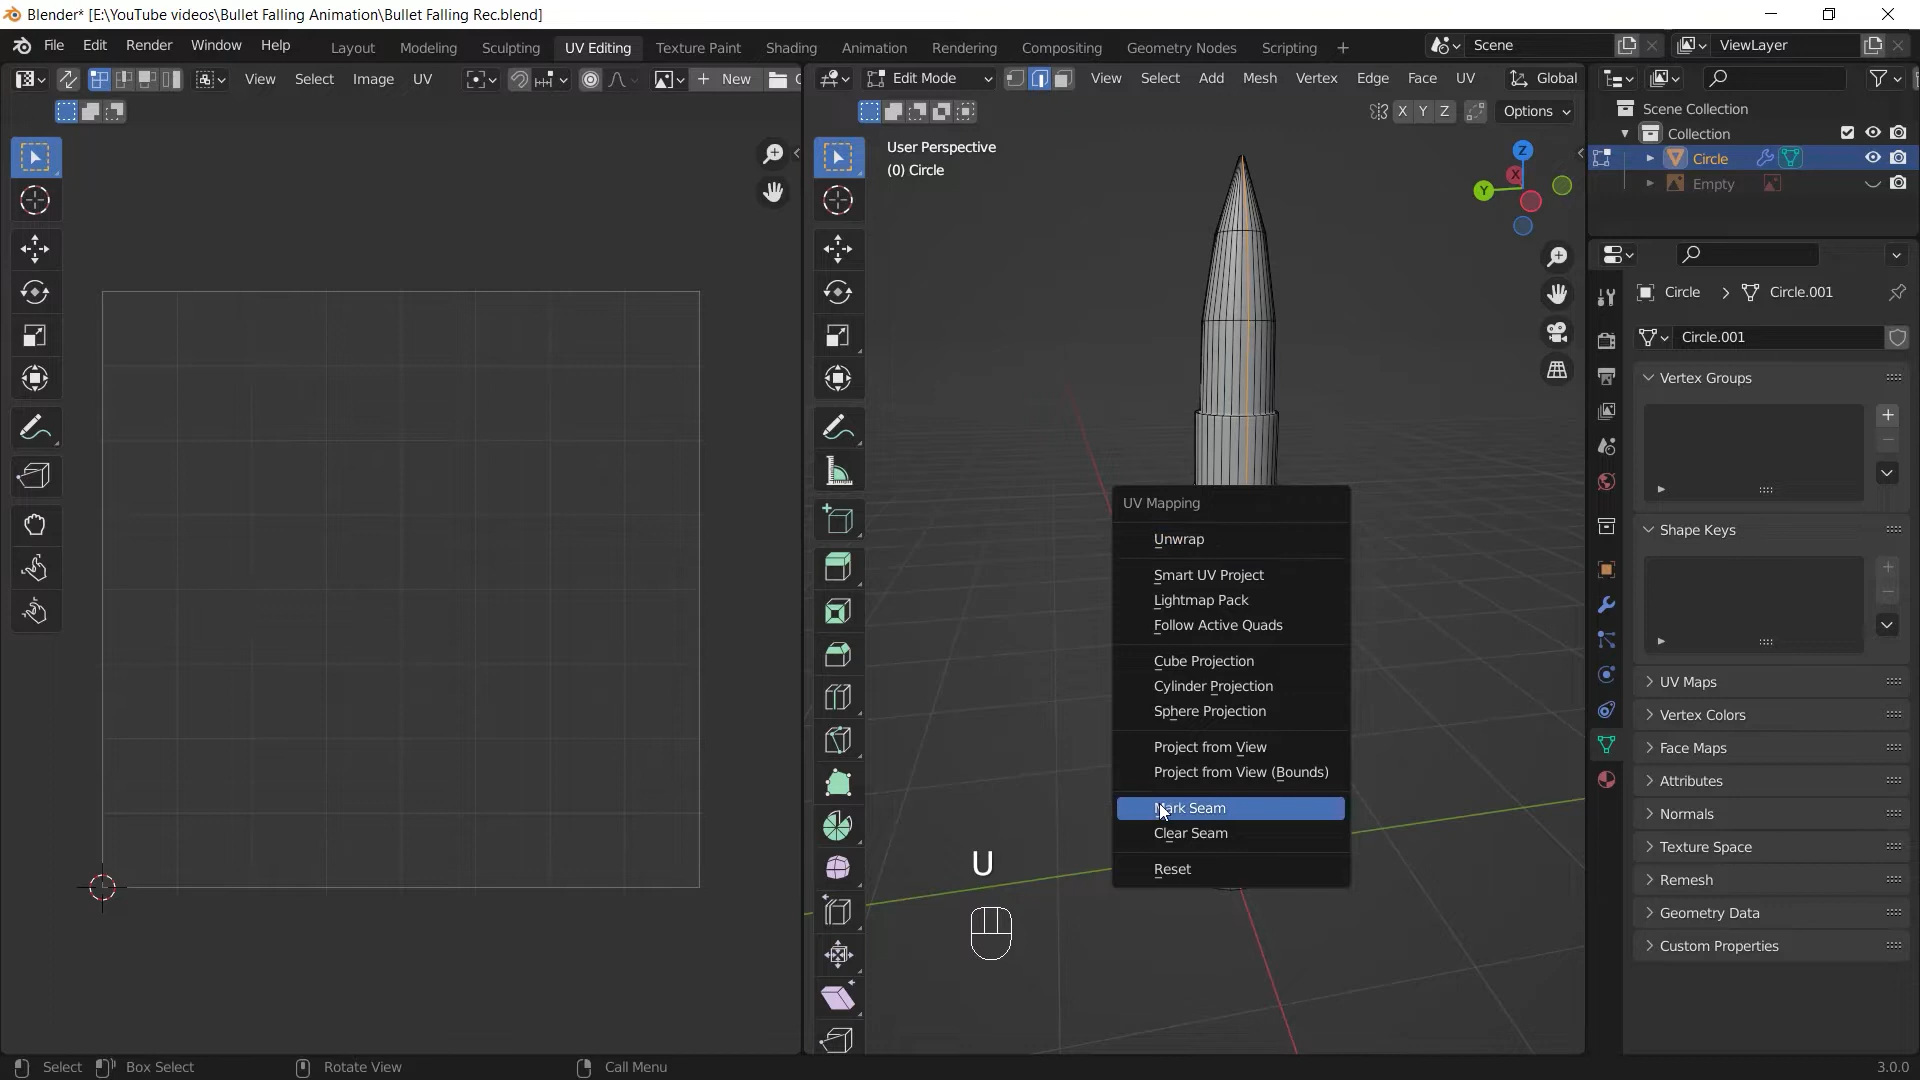 Blender* [E:\YouTube videos\Bullet Falling Animation\Bullet Falling Rec.blend]
File Edit Render Window Help
Layout Modeling Sculpting UV Editing Texture Paint Shading Animation Rendering Compositing Geometry Nodes Scripting +
Scene
ViewLayer
View Select Image UV
New
Edit Mode
View Select Add Mesh Vertex Edge Face UV
Global
X Y Z
Options
User Perspective
(0) Circle
Z
X
Y
UV Mapping
Unwrap
Smart UV Project
Lightmap Pack
Follow Active Quads
Cube Projection
Cylinder Projection
Sphere Projection
Project from View
Project from View (Bounds)
Mark Seam
Clear Seam
Reset
U
Scene Collection
Collection
Circle
Empty
Circle > Circle.001
Circle.001
Vertex Groups
Shape Keys
UV Maps
Vertex Colors
Face Maps
Attributes
Normals
Texture Space
Remesh
Geometry Data
Custom Properties
Select Box Select Rotate View Call Menu
3.0.0